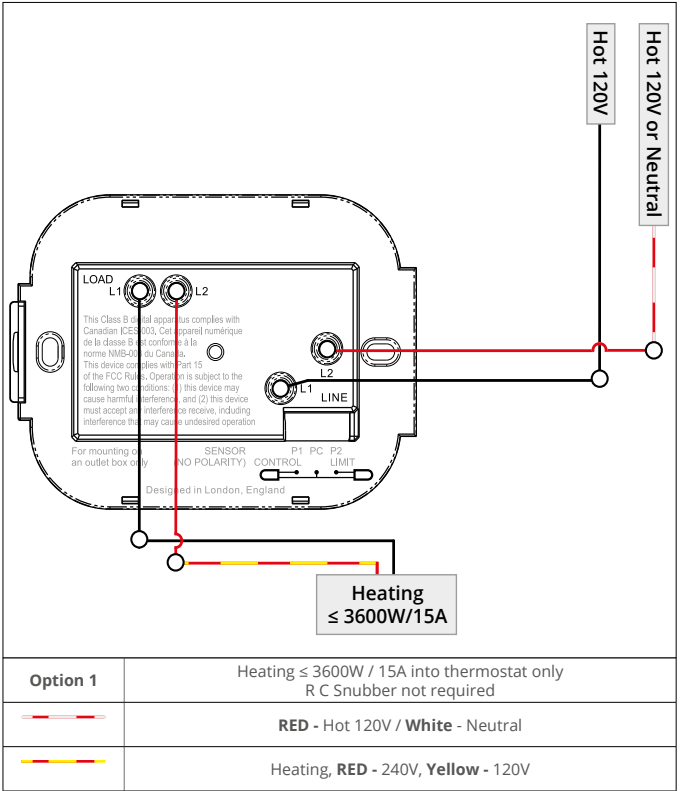 Hot 120V
Hot 120V or Neutral
LOAD
L1
L2
This Class B digital apparatus complies with
Canadian ICES-003, Cet appareil numérique
de la classe B est conforme à la
norme NMB-003 du Canada.
This device complies with Part 15
of the FCC Rules. Operation is subject to the
following two conditions: (1) this device may
cause harmful interference, and (2) this device
must accept any interference receive, including
interference that may cause undesired operation
L2
L1
LINE
For mounting on
an outlet box only
SENSOR
(NO POLARITY)
P1 PC P2
CONTROL
LIMIT
Designed in London, England
Heating
≤ 3600W/15A
Option 1
Heating ≤ 3600W / 15A into thermostat only
R C Snubber not required
RED - Hot 120V / White - Neutral
Heating, RED - 240V, Yellow - 120V